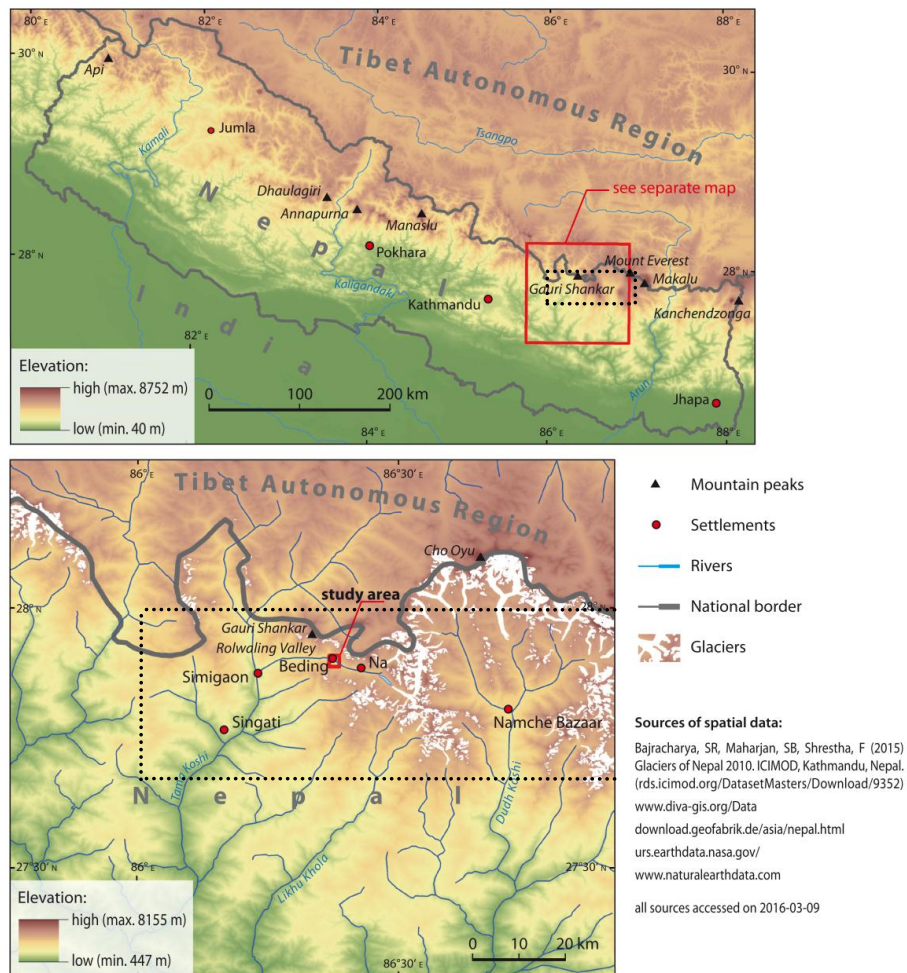 80° E
82° E
84° E
86° E
88° E
30° N
30° N
Api
Tibet Autonomous Region
Jumla
Karnali
Tsangpo
see separate map
Dhaulagiri
Annapurna
Manaslu
Nepal
Pokhara
28° N
28° N
Mount Everest
Makalu
Gauri Shankar
Kaligandaki
Kathmandu
Kanchendzonga
India
82° E
Arun
Jhapa
Elevation:
high (max. 8752 m)
low (min. 40 m)
0 100 200 km
84° E
86° E
88° E
86° E
86°30' E
Tibet Autonomous Region
Cho Oyu
28° N
28° N
study area
Gauri Shankar
Rolwaling Valley
Beding
Na
Simigaon
Singati
Namche Bazaar
Tama Koshi
Dudh Koshi
Nepal
Likhu Khola
27°30' N
27°30' N
86° E
Elevation:
high (max. 8155 m)
low (min. 447 m)
0 10 20 km
86°30' E
Mountain peaks
Settlements
Rivers
National border
Glaciers
Sources of spatial data:
Bajracharya, SR, Maharjan, SB, Shrestha, F (2015)
Glaciers of Nepal 2010. ICIMOD, Kathmandu, Nepal.
(rds.icimod.org/DatasetMasters/Download/9352)
www.diva-gis.org/Data
download.geofabrik.de/asia/nepal.html
urs.earthdata.nasa.gov/
www.naturalearthdata.com
all sources accessed on 2016-03-09